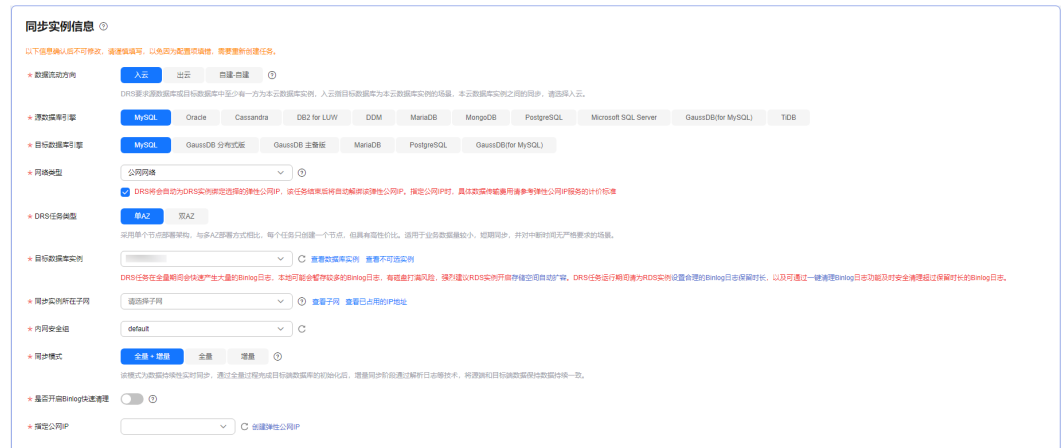 同步实例信息
以下信息确认后不可修改，请谨慎填写，以免因为配置项填错，需要重新创建任务。
* 数据流动方向 入云 出云 自建-自建
DRS要求源数据库或目标数据库中至少有一方为本云数据库实例，入云指目标数据库为本云数据库实例的场景，本云数据库实例之间的同步，请选择入云。
* 源数据库引擎 MySQL Oracle Cassandra DB2 for LUW DDM MariaDB MongoDB PostgreSQL Microsoft SQL Server GaussDB(for MySQL) TiDB
* 目标数据库引擎 MySQL GaussDB 分布式版 GaussDB 主备版 MariaDB PostgreSQL GaussDB(for MySQL)
* 网络类型 公网网络
DRS将会自动为DRS实例绑定选择的弹性公网IP，该任务结束后将自动解绑该弹性公网IP。指定公网IP时，具体数据传输费用请参考弹性公网IP服务的计价标准
* DRS任务类型 单AZ 双AZ
采用单个节点部署架构，与多AZ部署方式相比，每个任务只创建一个节点，但具有高性价比。适用于业务数据量较小，短期同步，并对中断时间无严格要求的场景。
* 目标数据库实例 查看数据库实例 查看不可选实例
DRS任务在全量期间会快速产生大量的Binlog日志，本地可能会暂存较多的Binlog日志，有磁盘打满风险，强烈建议RDS实例开启存储空间自动扩容。DRS任务运行期间请为RDS实例设置合理的Binlog日志保留时长，以及可通过一键清理Binlog日志功能及时安全清理超过保留时长的Binlog日志。
* 同步实例所在子网 请选择子网 查看子网 查看已占用的IP地址
* 内网安全组 default
* 同步模式 全量+增量 全量 增量
该模式为数据持续性实时同步，通过全量过程完成目标端数据库的初始化后，增量同步阶段通过解析日志等技术，将源端和目标端数据保持数据持续一致。
* 是否开启Binlog快速清理
* 指定公网IP 创建弹性公网IP